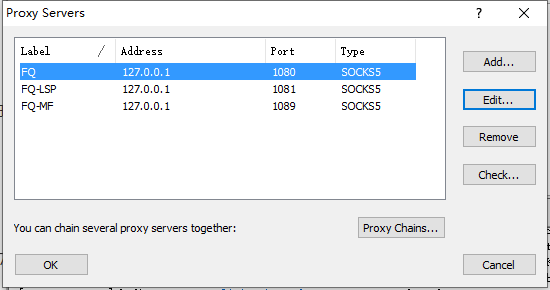 Proxy Servers
Label / Address Port Type
FQ 127.0.0.1 1080 SOCKS5
FQ-LSP 127.0.0.1 1081 SOCKS5
FQ-MF 127.0.0.1 1089 SOCKS5
Add...
Edit...
Remove
Check...
You can chain several proxy servers together:
Proxy Chains...
OK
Cancel